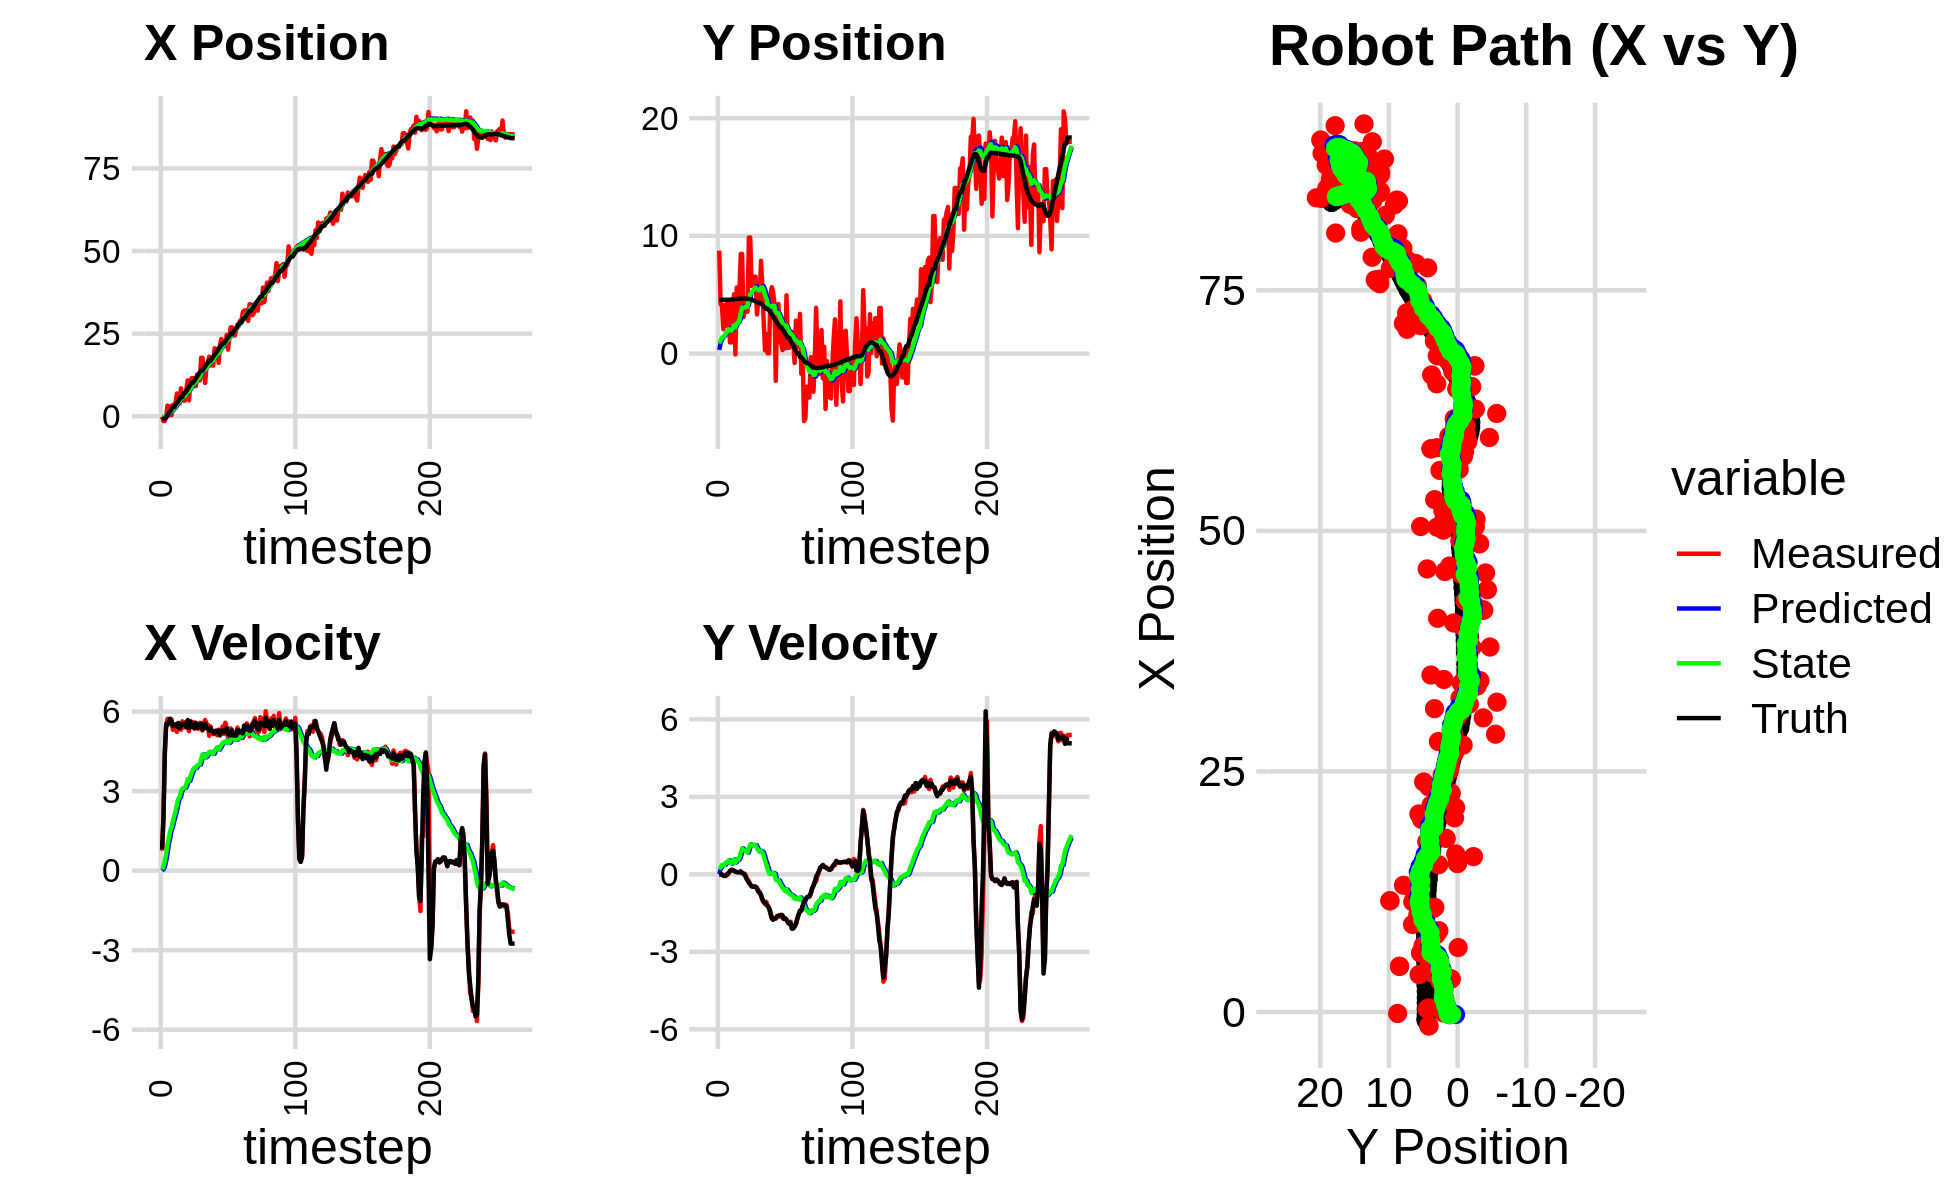 X Position
75
50
25
0
0
100
200
timestep
Y Position
20
10
0
0
100
200
timestep
X Velocity
6
3
0
-3
-6
0
100
200
timestep
Y Velocity
6
3
0
-3
-6
0
100
200
timestep
Robot Path (X vs Y)
X Position
75
50
25
0
20 10 0 -10 -20
Y Position
variable
Measured
Predicted
State
Truth